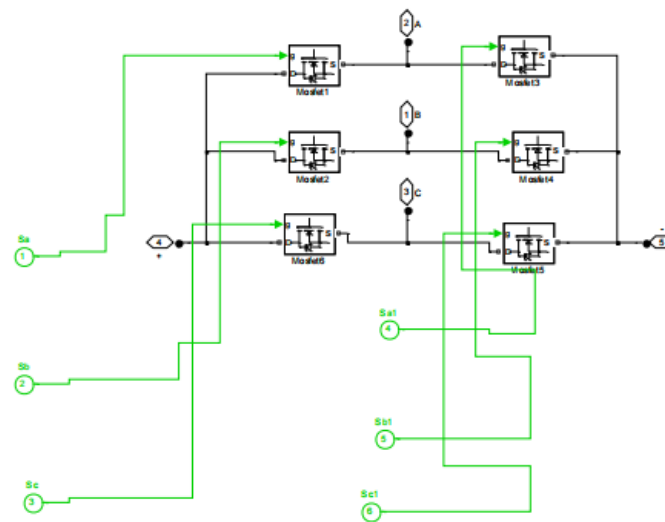 2 A
g D S
Mosfet1
g D S
Mosfet3
1 B
g D S
Mosfet2
g D S
Mosfet4
3 C
g D S
Mosfet6
g D S
Mosfet5
4
+
-
5
Sa
1
Sa1
4
Sb
2
Sb1
5
Sc
3
Sc1
6